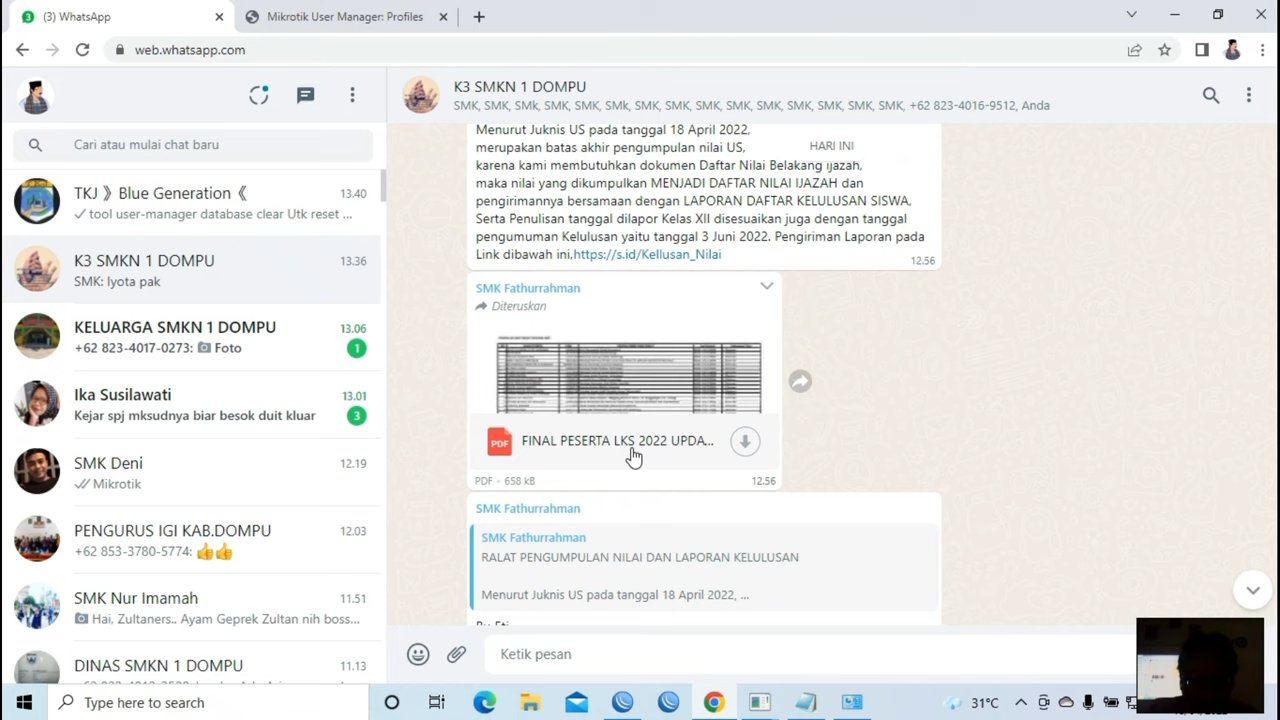 WhatsApp
Mikrotik User Manager: Profiles
web.whatsapp.com
K3 SMKN 1 DOMPU
SMK, SMK, SMk, SMK, SMK, SMk, SMK, SMK, SMK, SMK, SMK, SMK, SMK, SMK, SMK, +62 823-4016-9512, Anda
Cari atau mulai chat baru
TKJ 》Blue Generation《
13.40
tool user-manager database clear Utk reset ...
K3 SMKN 1 DOMPU
13.36
SMK: Iyota pak
KELUARGA SMKN 1 DOMPU
13.06
+62 823-4017-0273: Foto
1
Ika Susilawati
13.01
Kejar spj mksudnya biar besok duit kluar
3
SMK Deni
12.19
Mikrotik
PENGURUS IGI KAB.DOMPU
12.03
+62 853-3780-5774: 👍👍
SMK Nur Imamah
11.51
Hai, Zultaners.. Ayam Geprek Zultan nih boss...
DINAS SMKN 1 DOMPU
11.13
Menurut Juknis US pada tanggal 18 April 2022,
merupakan batas akhir pengumpulan nilai US,
HARI INI
karena kami membutuhkan dokumen Daftar Nilai Belakang ijazah,
maka nilai yang dikumpulkan MENJADI DAFTAR NILAI IJAZAH dan
pengirimannya bersamaan dengan LAPORAN DAFTAR KELULUSAN SISWA,
Serta Penulisan tanggal dilapor Kelas XII disesuaikan juga dengan tanggal
pengumuman Kelulusan yaitu tanggal 3 Juni 2022. Pengiriman Laporan pada
Link dibawah ini,https://s.id/Kellusan_Nilai
12.56
SMK Fathurrahman
Diteruskan
PDF
FINAL PESERTA LKS 2022 UPDA...
PDF • 658 kB
12.56
SMK Fathurrahman
SMK Fathurrahman
RALAT PENGUMPULAN NILAI DAN LAPORAN KELULUSAN
Menurut Juknis US pada tanggal 18 April 2022, ...
Ketik pesan
Type here to search
31°C